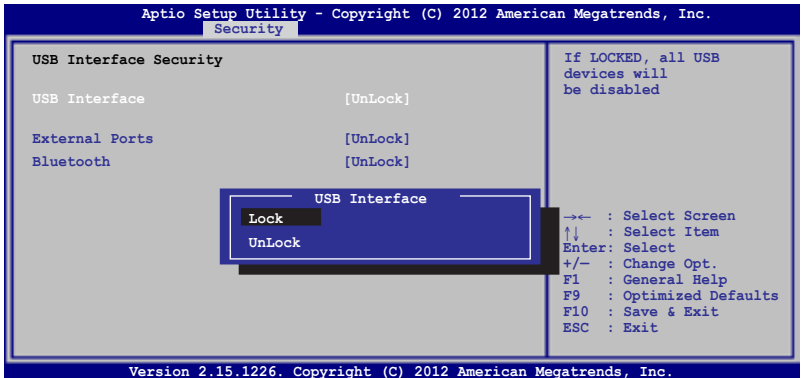 Aptio Setup Utility - Copyright (C) 2012 American Megatrends, Inc.
Security
USB Interface Security
USB Interface [UnLock]
External Ports [UnLock]
Bluetooth [UnLock]
USB Interface
Lock
UnLock
If LOCKED, all USB
devices will
be disabled
→← : Select Screen
↑↓ : Select Item
Enter: Select
+/— : Change Opt.
F1 : General Help
F9 : Optimized Defaults
F10 : Save & Exit
ESC : Exit
Version 2.15.1226. Copyright (C) 2012 American Megatrends, Inc.